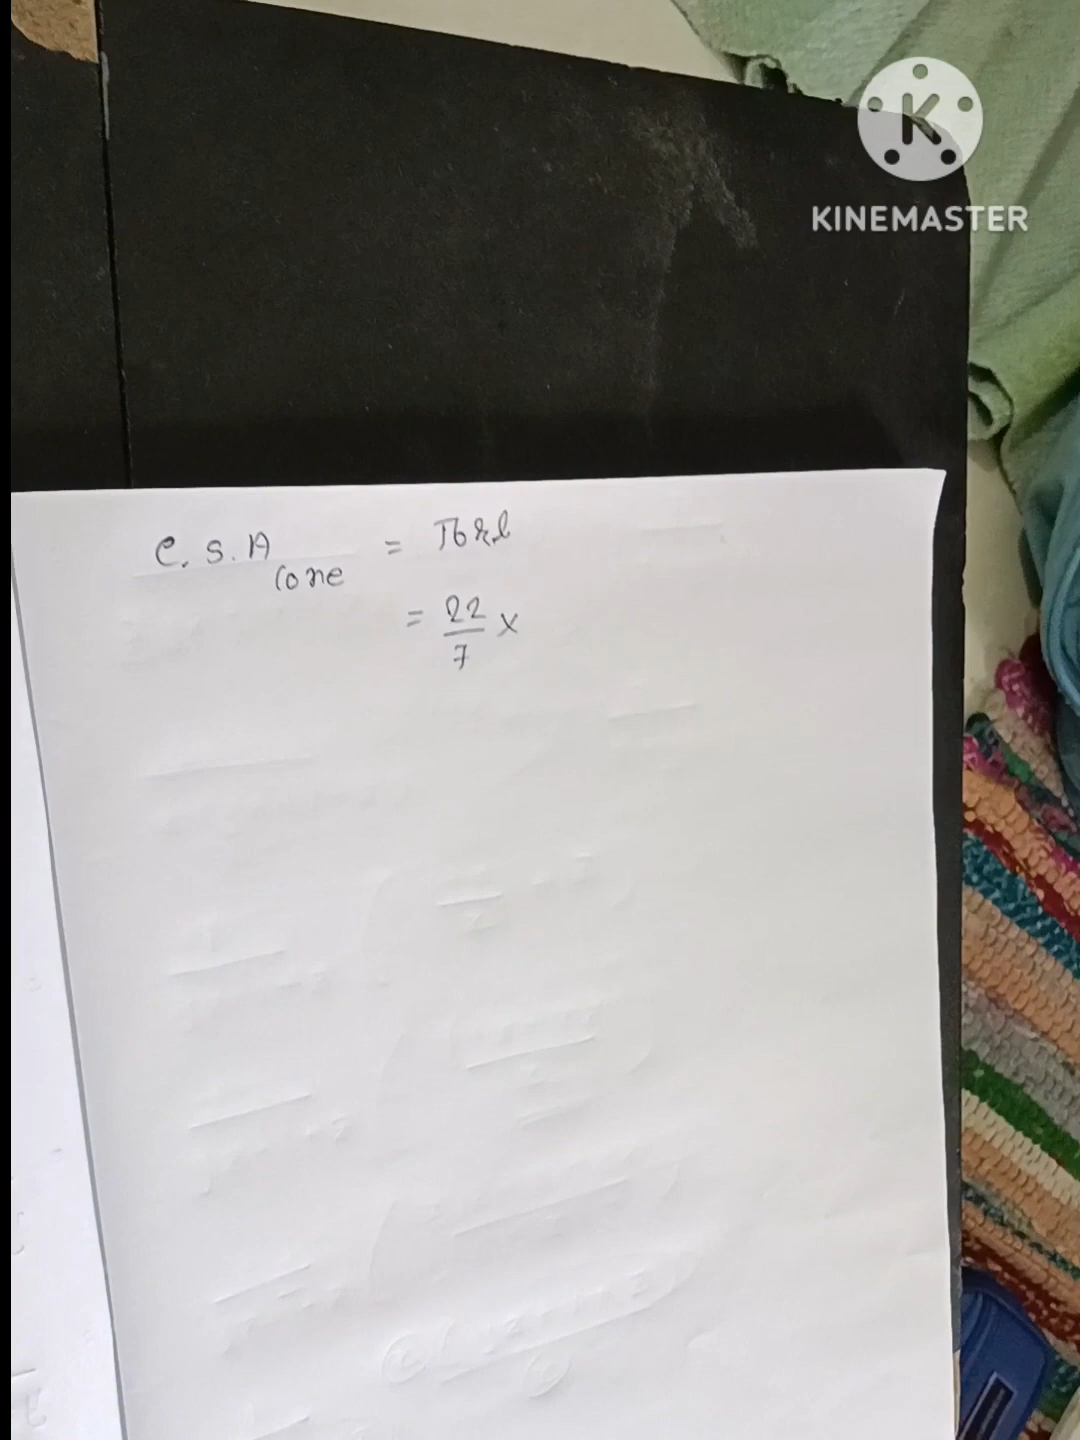 K
KINEMASTER
C.S.A cone = πrl
= 22/7 ×